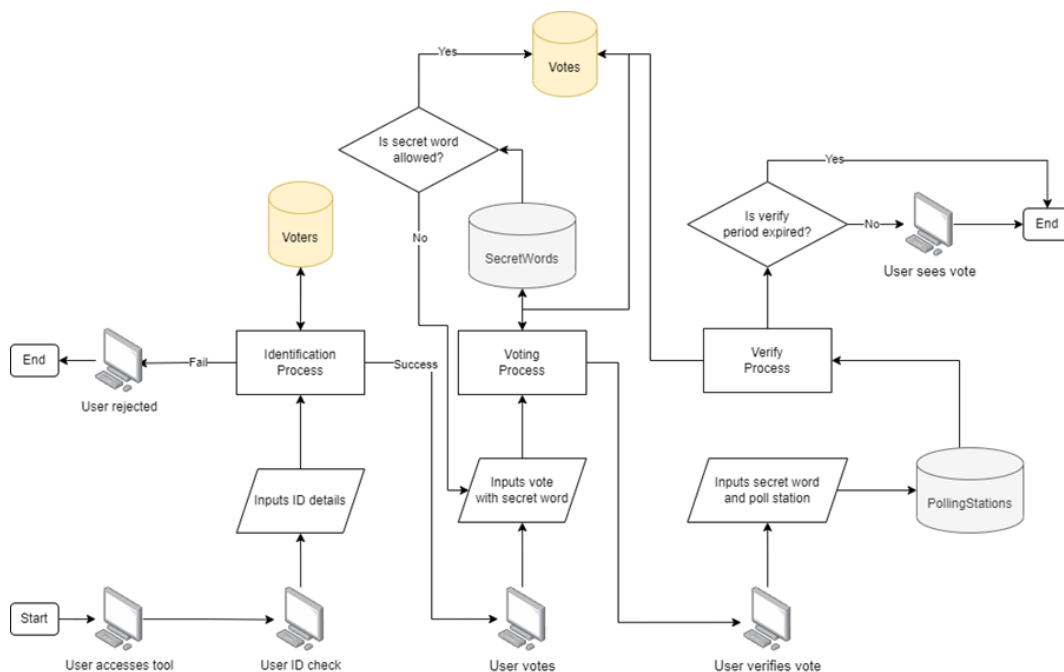 Yes
Votes
Is secret word
allowed?
Yes
Is verify
period expired?
No
End
User sees vote
Voters
No
SecretWords
End
Fail
Identification
Process
Success
Voting
Process
Verify
Process
User rejected
Inputs ID details
Inputs vote
with secret word
Inputs secret word
and poll station
PollingStations
Start
User accesses tool
User ID check
User votes
User verifies vote